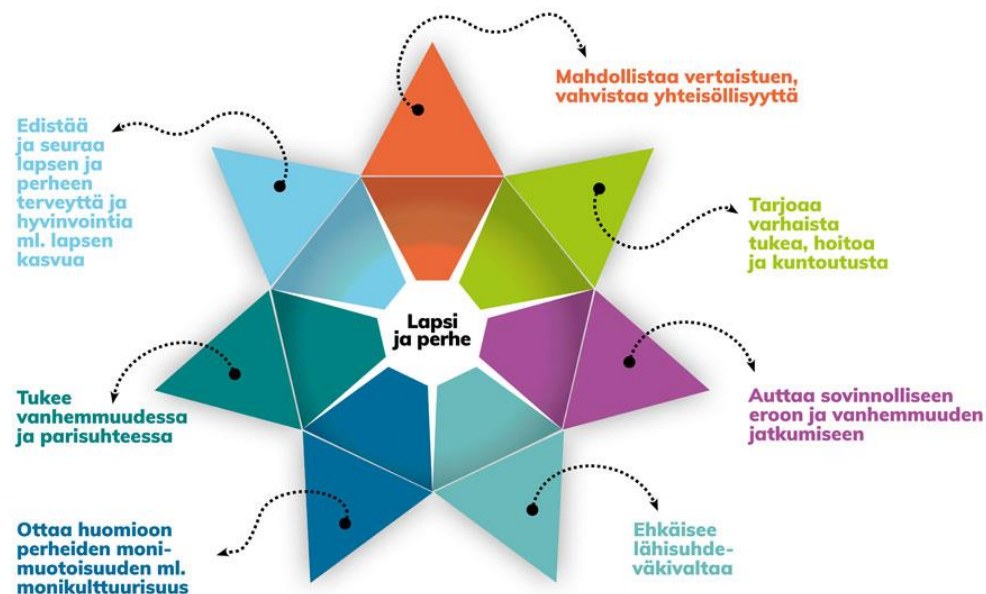 Mahdollistaa vertaistuen,
vahvistaa yhteisöllisyyttä
Edistää
ja seuraa
lapsen ja
perheen
terveyttä ja
hyvinvointia
ml. lapsen
kasvua
Tarjoaa
varhaista
tukea, hoitoa
ja kuntoutusta
Lapsi
ja perhe
Tukee
vanhemmuudessa
ja parisuhteessa
Auttaa sovinnolliseen
eroon ja vanhemmuuden
jatkumiseen
Ottaa huomioon
perheiden moni-
muotoisuuden ml.
monikulttuurisuus
Ehkäisee
lähisuhde-
väkivaltaa